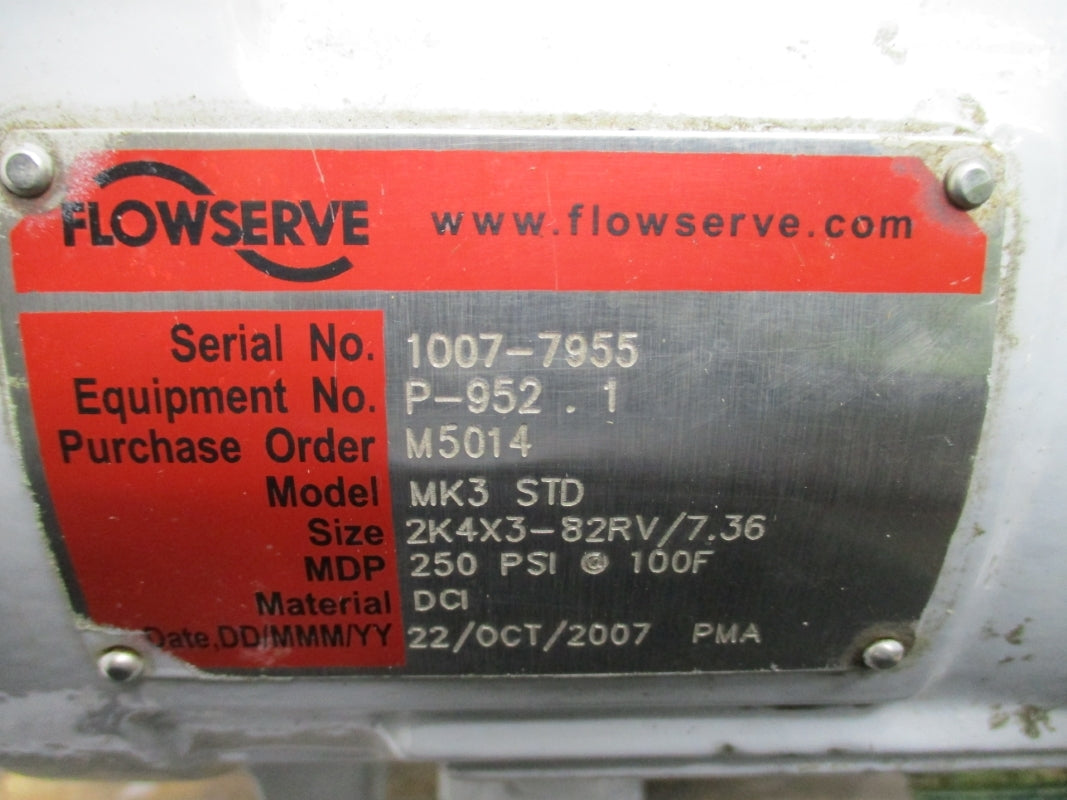 FLOWSERVE www.flowserve.com
Serial No. 1007-7955
Equipment No. P-952 . 1
Purchase Order M5014
Model MK3 STD
Size 2K4X3-82RV/7.36
MDP 250 PSI @ 100F
Material DCI
Date,DD/MMM/YY 22/OCT/2007 PMA